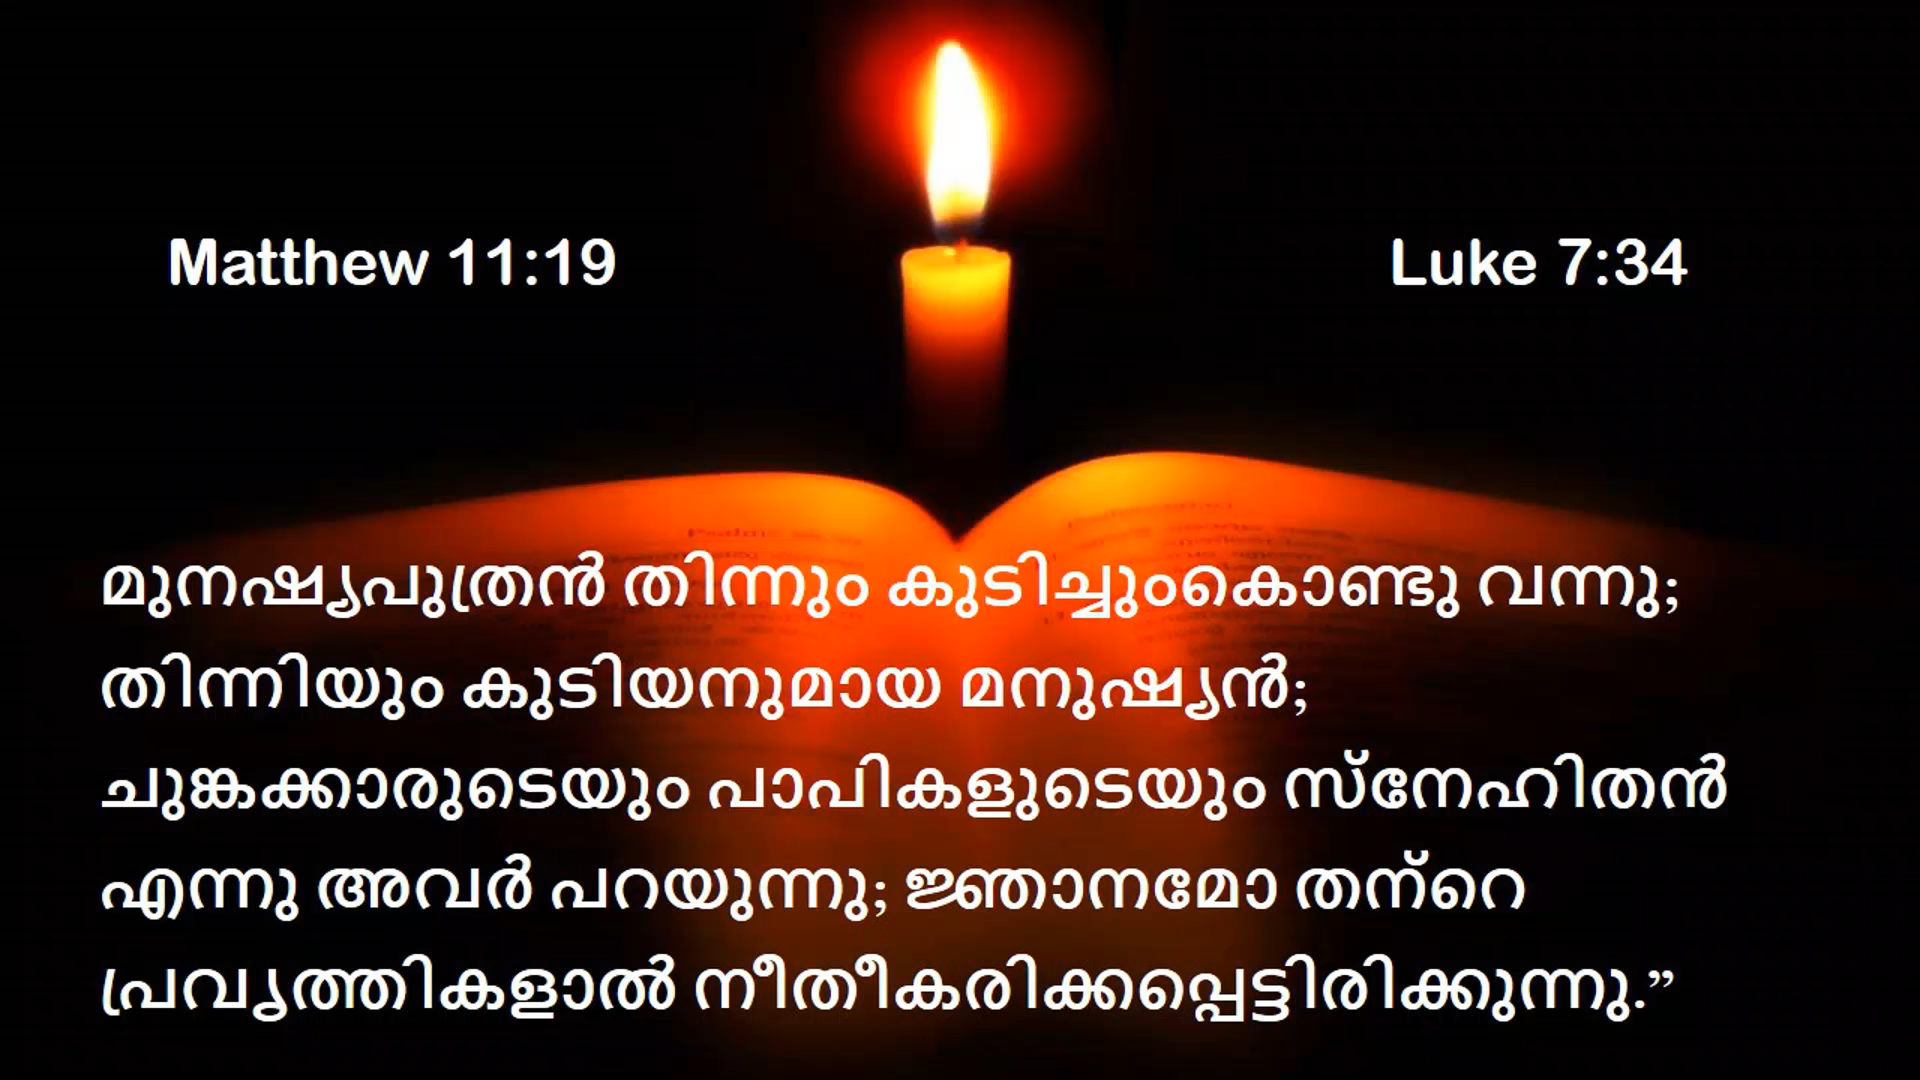 Matthew 11:19
Luke 7:34
മുനഷ്യപുത്രൻ തിന്നും കുടിച്ചുംകൊണ്ടു വന്നു;
തിന്നിയും കുടിയനുമായ മനുഷ്യൻ;
ചുങ്കക്കാരുടെയും പാപികളുടെയും സ്നേഹിതൻ
എന്നു അവർ പറയുന്നു; ജ്ഞാനമോ തന്റെ
പ്രവൃത്തികളാൽ നീതീകരിക്കപ്പെട്ടിരിക്കുന്നു.”